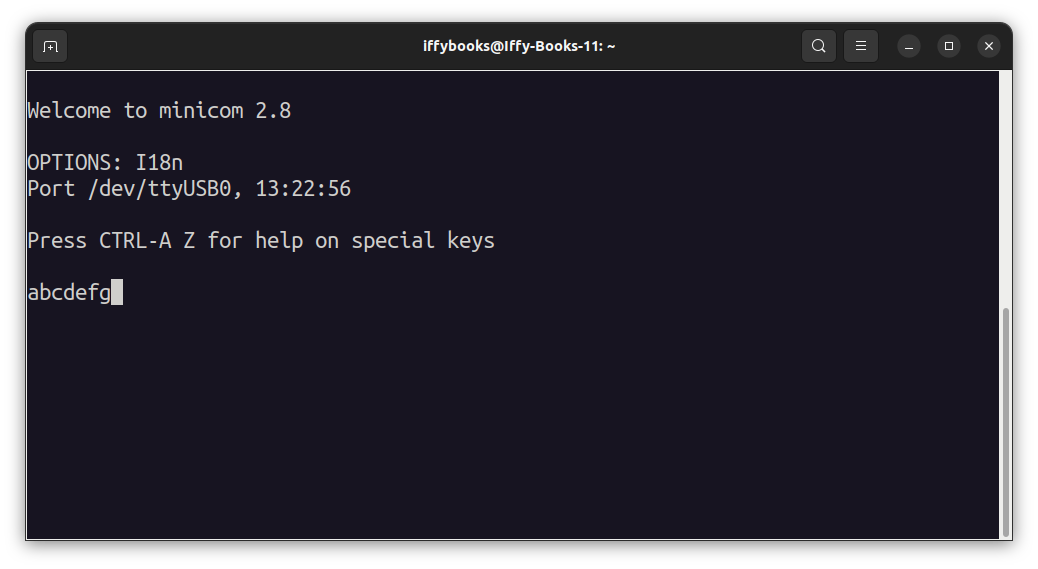 iffybooks@Iffy-Books-11: ~
Welcome to minicom 2.8
OPTIONS: I18n
Port /dev/ttyUSB0, 13:22:56
Press CTRL-A Z for help on special keys
abcdefg